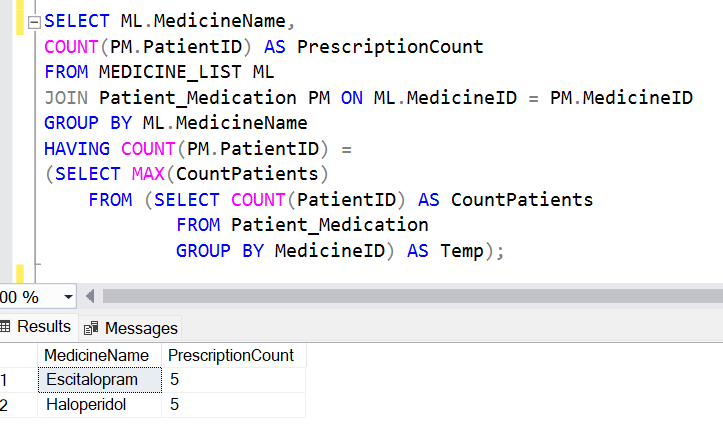 SELECT ML.MedicineName,
COUNT(PM.PatientID) AS PrescriptionCount
FROM MEDICINE_LIST ML
JOIN Patient_Medication PM ON ML.MedicineID = PM.MedicineID
GROUP BY ML.MedicineName
HAVING COUNT(PM.PatientID) =
(SELECT MAX(CountPatients)
FROM (SELECT COUNT(PatientID) AS CountPatients
FROM Patient_Medication
GROUP BY MedicineID) AS Temp);
00 %
Results Messages
MedicineName PrescriptionCount
1 Escitalopram 5
2 Haloperidol 5